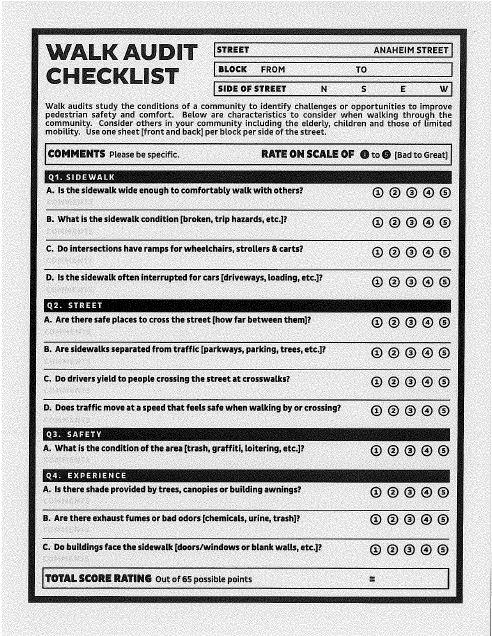 WALK AUDIT
CHECKLIST
STREET ANAHEIM STREET
BLOCK FROM TO
SIDE OF STREET N S E W
Walk audits study the conditions of a community to identify challenges or opportunities to improve
pedestrian safety and comfort. Below are characteristics to consider when walking through the
community. Consider others in your community including the elderly, children and those of limited
mobility. Use one sheet [front and back] per block per side of the street.
COMMENTS Please be specific. RATE ON SCALE OF 1 to 5 [Bad to Great]
Q1. SIDEWALK
A. Is the sidewalk wide enough to comfortably walk with others? 1 2 3 4 5
COMMENTS
B. What is the sidewalk condition [broken, trip hazards, etc.]? 1 2 3 4 5
COMMENTS
C. Do intersections have ramps for wheelchairs, strollers & carts? 1 2 3 4 5
COMMENTS
D. Is the sidewalk often interrupted for cars [driveways, loading, etc.]? 1 2 3 4 5
COMMENTS
Q2. STREET
A. Are there safe places to cross the street [how far between them]? 1 2 3 4 5
COMMENTS
B. Are sidewalks separated from traffic [parkways, parking, trees, etc.]? 1 2 3 4 5
C. Do drivers yield to people crossing the street at crosswalks? 1 2 3 4 5
D. Does traffic move at a speed that feels safe when walking by or crossing? 1 2 3 4 5
Q3. SAFETY
A. What is the condition of the area [trash, graffiti, loitering, etc.]? 1 2 3 4 5
Q4. EXPERIENCE
A. Is there shade provided by trees, canopies or building awnings? 1 2 3 4 5
B. Are there exhaust fumes or bad odors [chemicals, urine, trash]? 1 2 3 4 5
C. Do buildings face the sidewalk [doors/windows or blank walls, etc.]? 1 2 3 4 5
TOTAL SCORE RATING Out of 65 possible points =